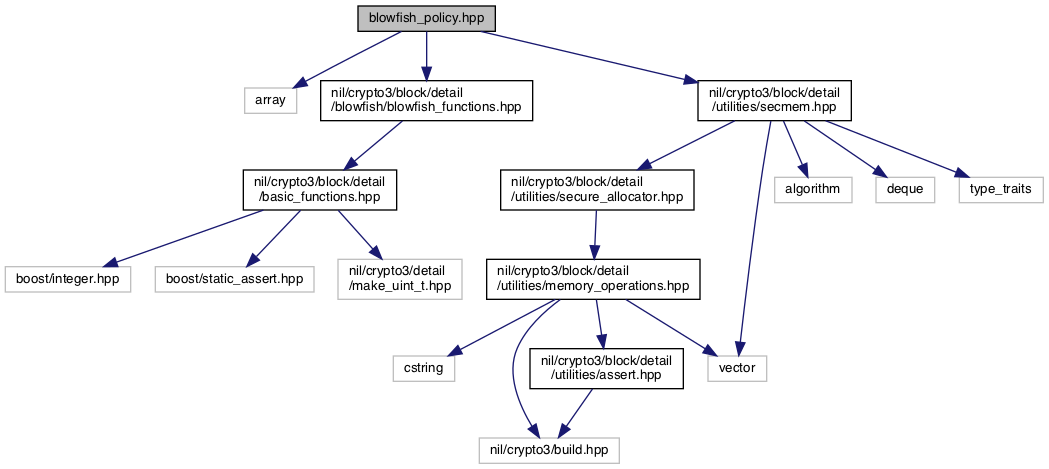 blowfish_policy.hpp
array
nil/crypto3/block/detail
/blowfish/blowfish_functions.hpp
nil/crypto3/block/detail
/utilities/secmem.hpp
nil/crypto3/block/detail
/basic_functions.hpp
nil/crypto3/block/detail
/utilities/secure_allocator.hpp
algorithm
deque
type_traits
boost/integer.hpp
boost/static_assert.hpp
nil/crypto3/detail
/make_uint_t.hpp
nil/crypto3/block/detail
/utilities/memory_operations.hpp
cstring
nil/crypto3/block/detail
/utilities/assert.hpp
vector
nil/crypto3/build.hpp